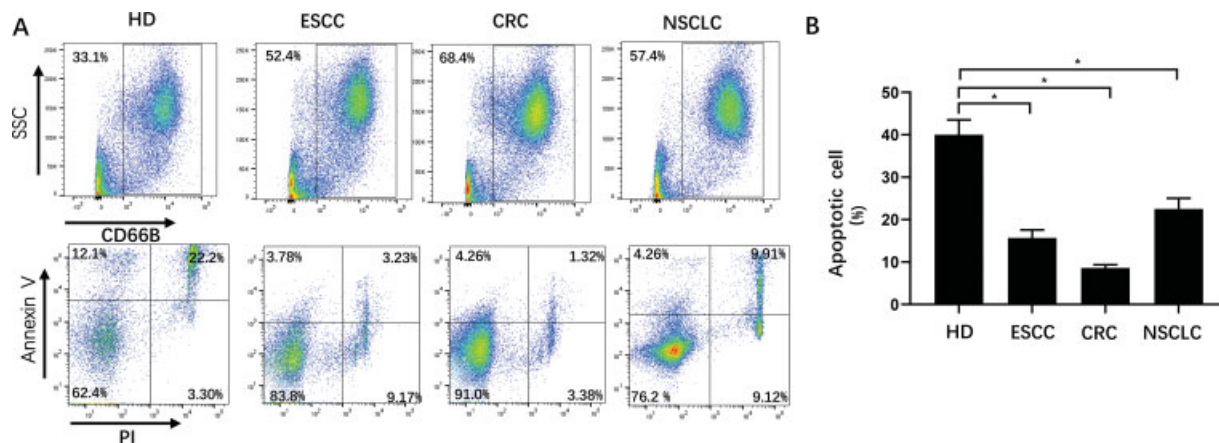 A
HD
ESCC
CRC
NSCLC
B
33.1%
52.4%
68.4%
57.4%
SSC
CD66B
12.1%
22.2%
3.78%
3.23%
4.26%
1.32%
4.26%
9.91%
Annexin V
62.4%
3.30%
83.8%
9.17%
91.0%
3.38%
76.2 %
9.12%
PI
Apoptotic cell
(%)
50
40
30
20
10
0
*
*
*
HD
ESCC
CRC
NSCLC